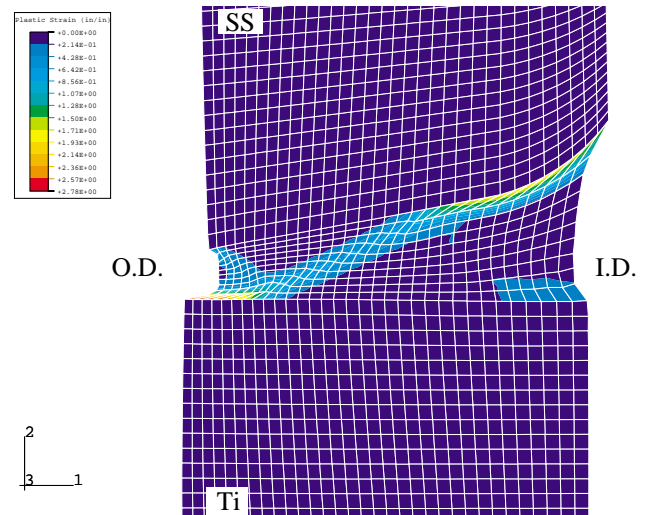 Plastic Strain (in/in)
+0.00E+00
+2.14E-01
+4.28E-01
+6.42E-01
+8.56E-01
+1.07E+00
+1.28E+00
+1.50E+00
+1.71E+00
+1.93E+00
+2.14E+00
+2.36E+00
+2.57E+00
+2.78E+00
SS
O.D.
I.D.
2
3 1
Ti